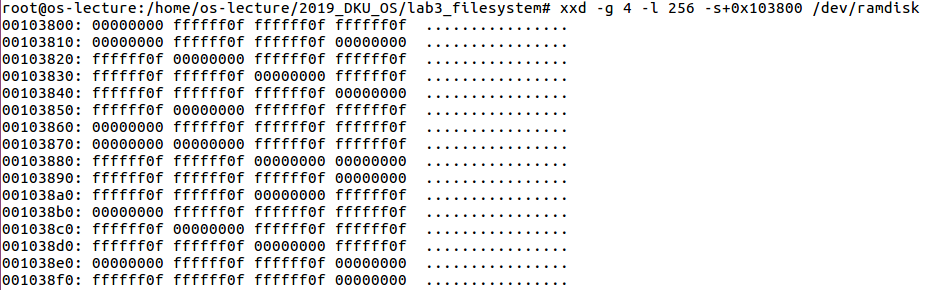 root@os-lecture:/home/os-lecture/2019_DKU_OS/lab3_filesystem# xxd -g 4 -l 256 -s+0x103800 /dev/ramdisk
00103800: 00000000 ffffff0f ffffff0f ffffff0f  ................
00103810: 00000000 ffffff0f ffffff0f 00000000  ................
00103820: ffffff0f 00000000 ffffff0f ffffff0f  ................
00103830: ffffff0f ffffff0f 00000000 ffffff0f  ................
00103840: ffffff0f ffffff0f ffffff0f 00000000  ................
00103850: ffffff0f 00000000 ffffff0f ffffff0f  ................
00103860: 00000000 ffffff0f ffffff0f ffffff0f  ................
00103870: 00000000 00000000 ffffff0f ffffff0f  ................
00103880: ffffff0f ffffff0f 00000000 00000000  ................
00103890: ffffff0f ffffff0f ffffff0f 00000000  ................
001038a0: ffffff0f ffffff0f 00000000 ffffff0f  ................
001038b0: 00000000 ffffff0f ffffff0f ffffff0f  ................
001038c0: ffffff0f 00000000 ffffff0f ffffff0f  ................
001038d0: ffffff0f ffffff0f 00000000 ffffff0f  ................
001038e0: 00000000 ffffff0f ffffff0f 00000000  ................
001038f0: ffffff0f ffffff0f ffffff0f 00000000  ................